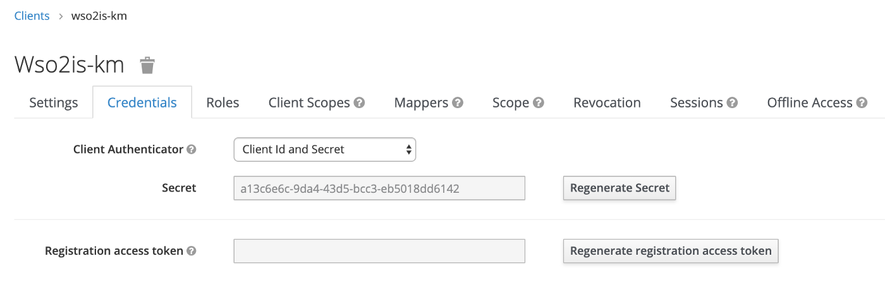 Clients > wso2is-km
Wso2is-km
Settings Credentials Roles Client Scopes ? Mappers ? Scope ? Revocation Sessions ? Offline Access ?
Client Authenticator ? Client Id and Secret
Secret a13c6e6c-9da4-43d5-bcc3-eb5018dd6142 Regenerate Secret
Registration access token ? Regenerate registration access token